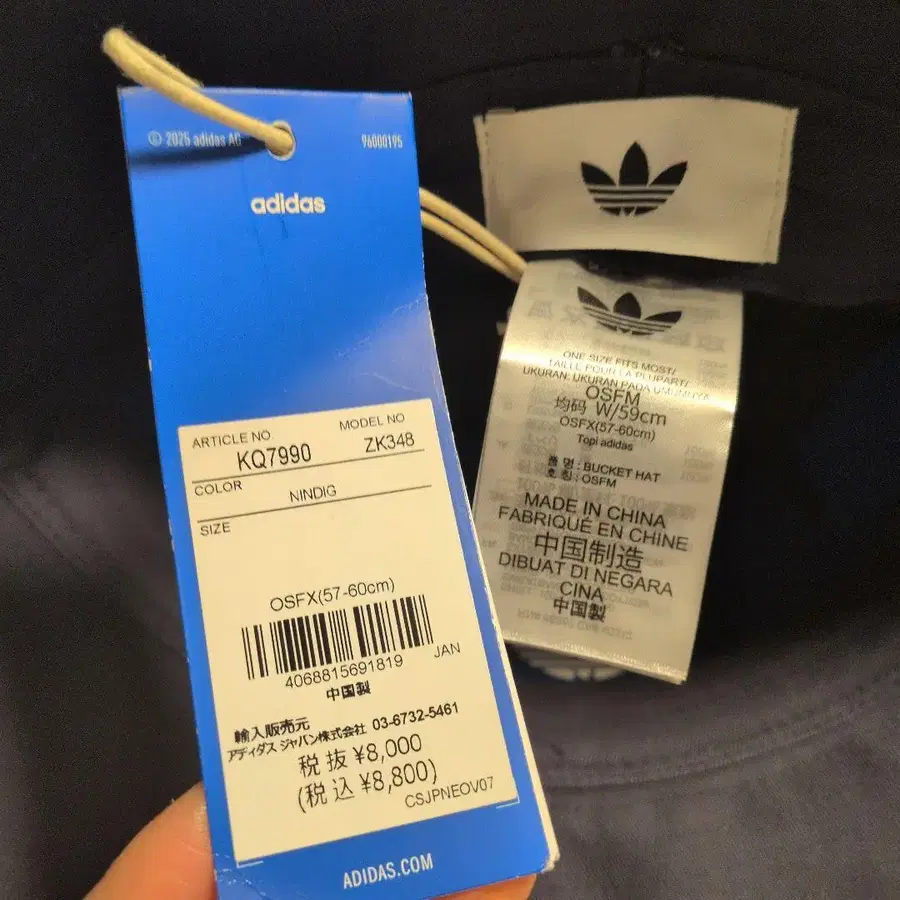 © 2025 adidas AG
96000195
adidas
ARTICLE NO
MODEL NO
KQ7990
ZK348
COLOR
NINDIG
SIZE
OSFX(57-60cm)
4068815691819
JAN
中国製
輸入販売元
アディダス ジャパン株式会社 03-6732-5461
税 抜 ¥8,000
(税 込 ¥8,800)
CSJPNEOV07
ADIDAS.COM
ONE SIZE FITS MOST/
TAILLE POUR LA PLUPART/
UKURAN: UKURAN PADA UMUMNYA
OSFM
均码 W/59cm
OSFX(57-60cm)
Topi adidas
품 명 : BUCKET HAT
호 칭 : OSFM
MADE IN CHINA
FABRIQUÉ EN CHINE
中国制造
DIBUAT DI NEGARA
CINA
中国製